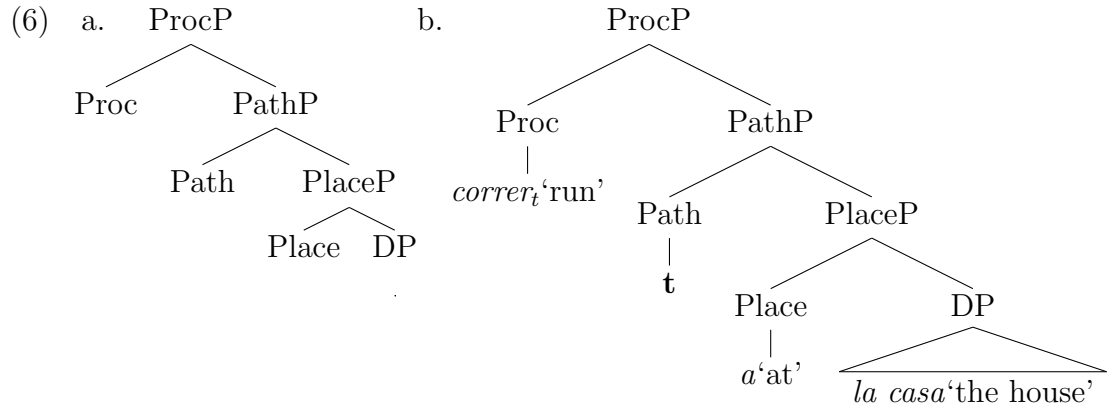 (6) a. ProcP b. ProcP
Proc PathP Proc PathP
Path PlaceP correrₜ‘run’ Path PlaceP
Place DP t Place DP
a‘at’ la casa‘the house’